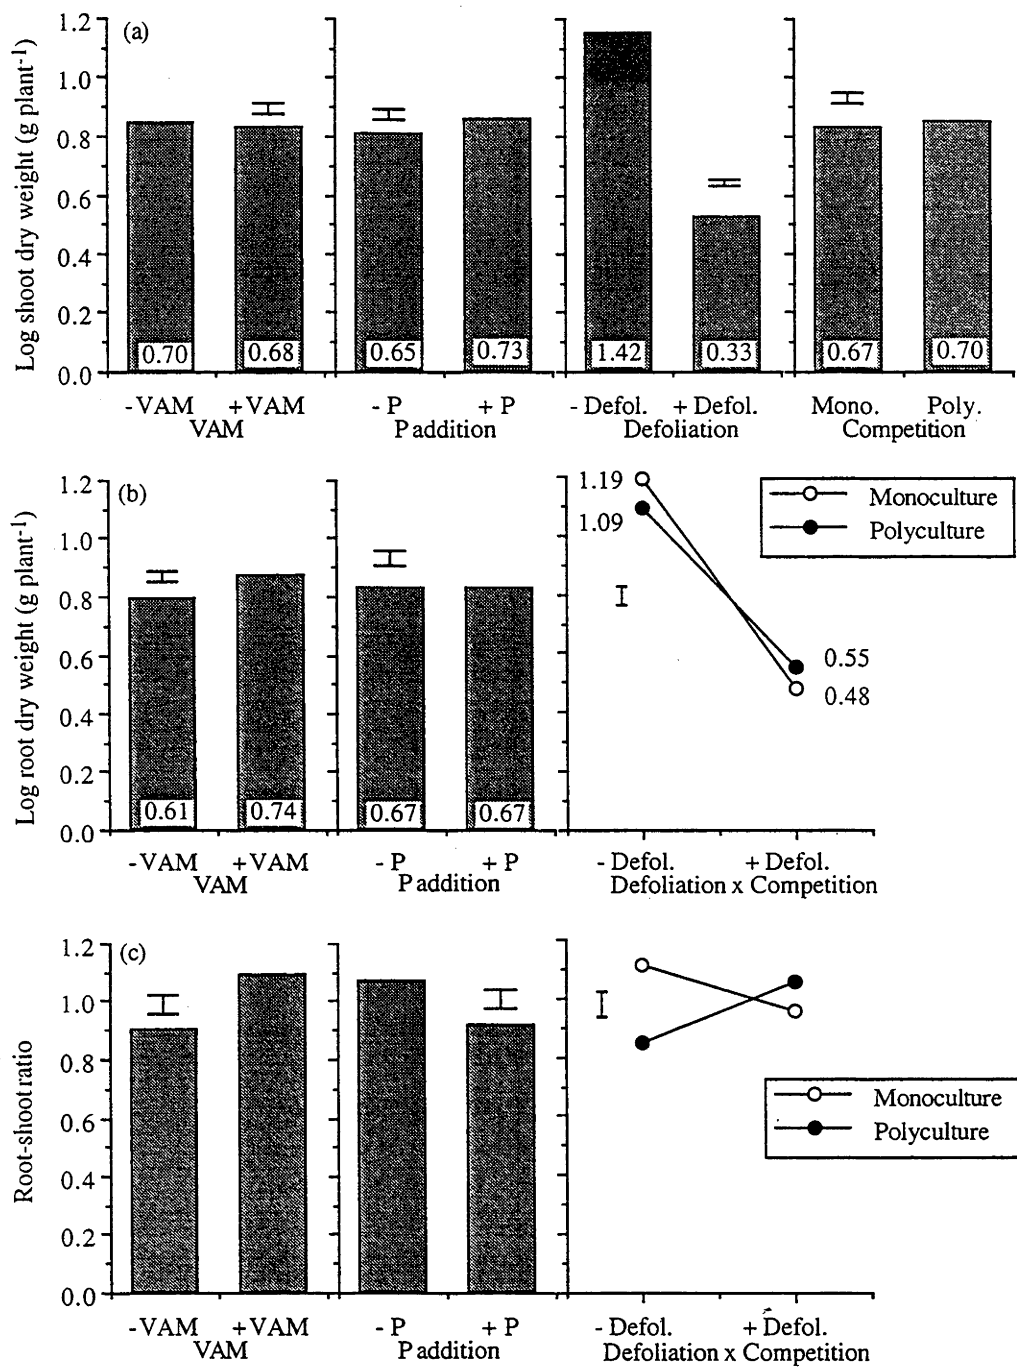 (a)
Log shoot dry weight (g plant-1)
1.2
1.0
0.8
0.6
0.4
0.2
0.0
0.70
0.68
0.65
0.73
1.42
0.33
0.67
0.70
- VAM
+ VAM
- P
+ P
- Defol.
+ Defol.
Mono.
Poly.
VAM
P addition
Defoliation
Competition
(b)
Log root dry weight (g plant-1)
1.2
1.0
0.8
0.6
0.4
0.2
0.0
0.61
0.74
0.67
0.67
1.19
1.09
0.55
0.48
Monoculture
Polyculture
- VAM
+ VAM
- P
+ P
- Defol.
+ Defol.
VAM
P addition
Defoliation x Competition
(c)
Root-shoot ratio
1.2
1.0
0.8
0.6
0.4
0.2
0.0
Monoculture
Polyculture
- VAM
+ VAM
- P
+ P
- Defol.
+ Defol.
VAM
P addition
Defoliation x Competition